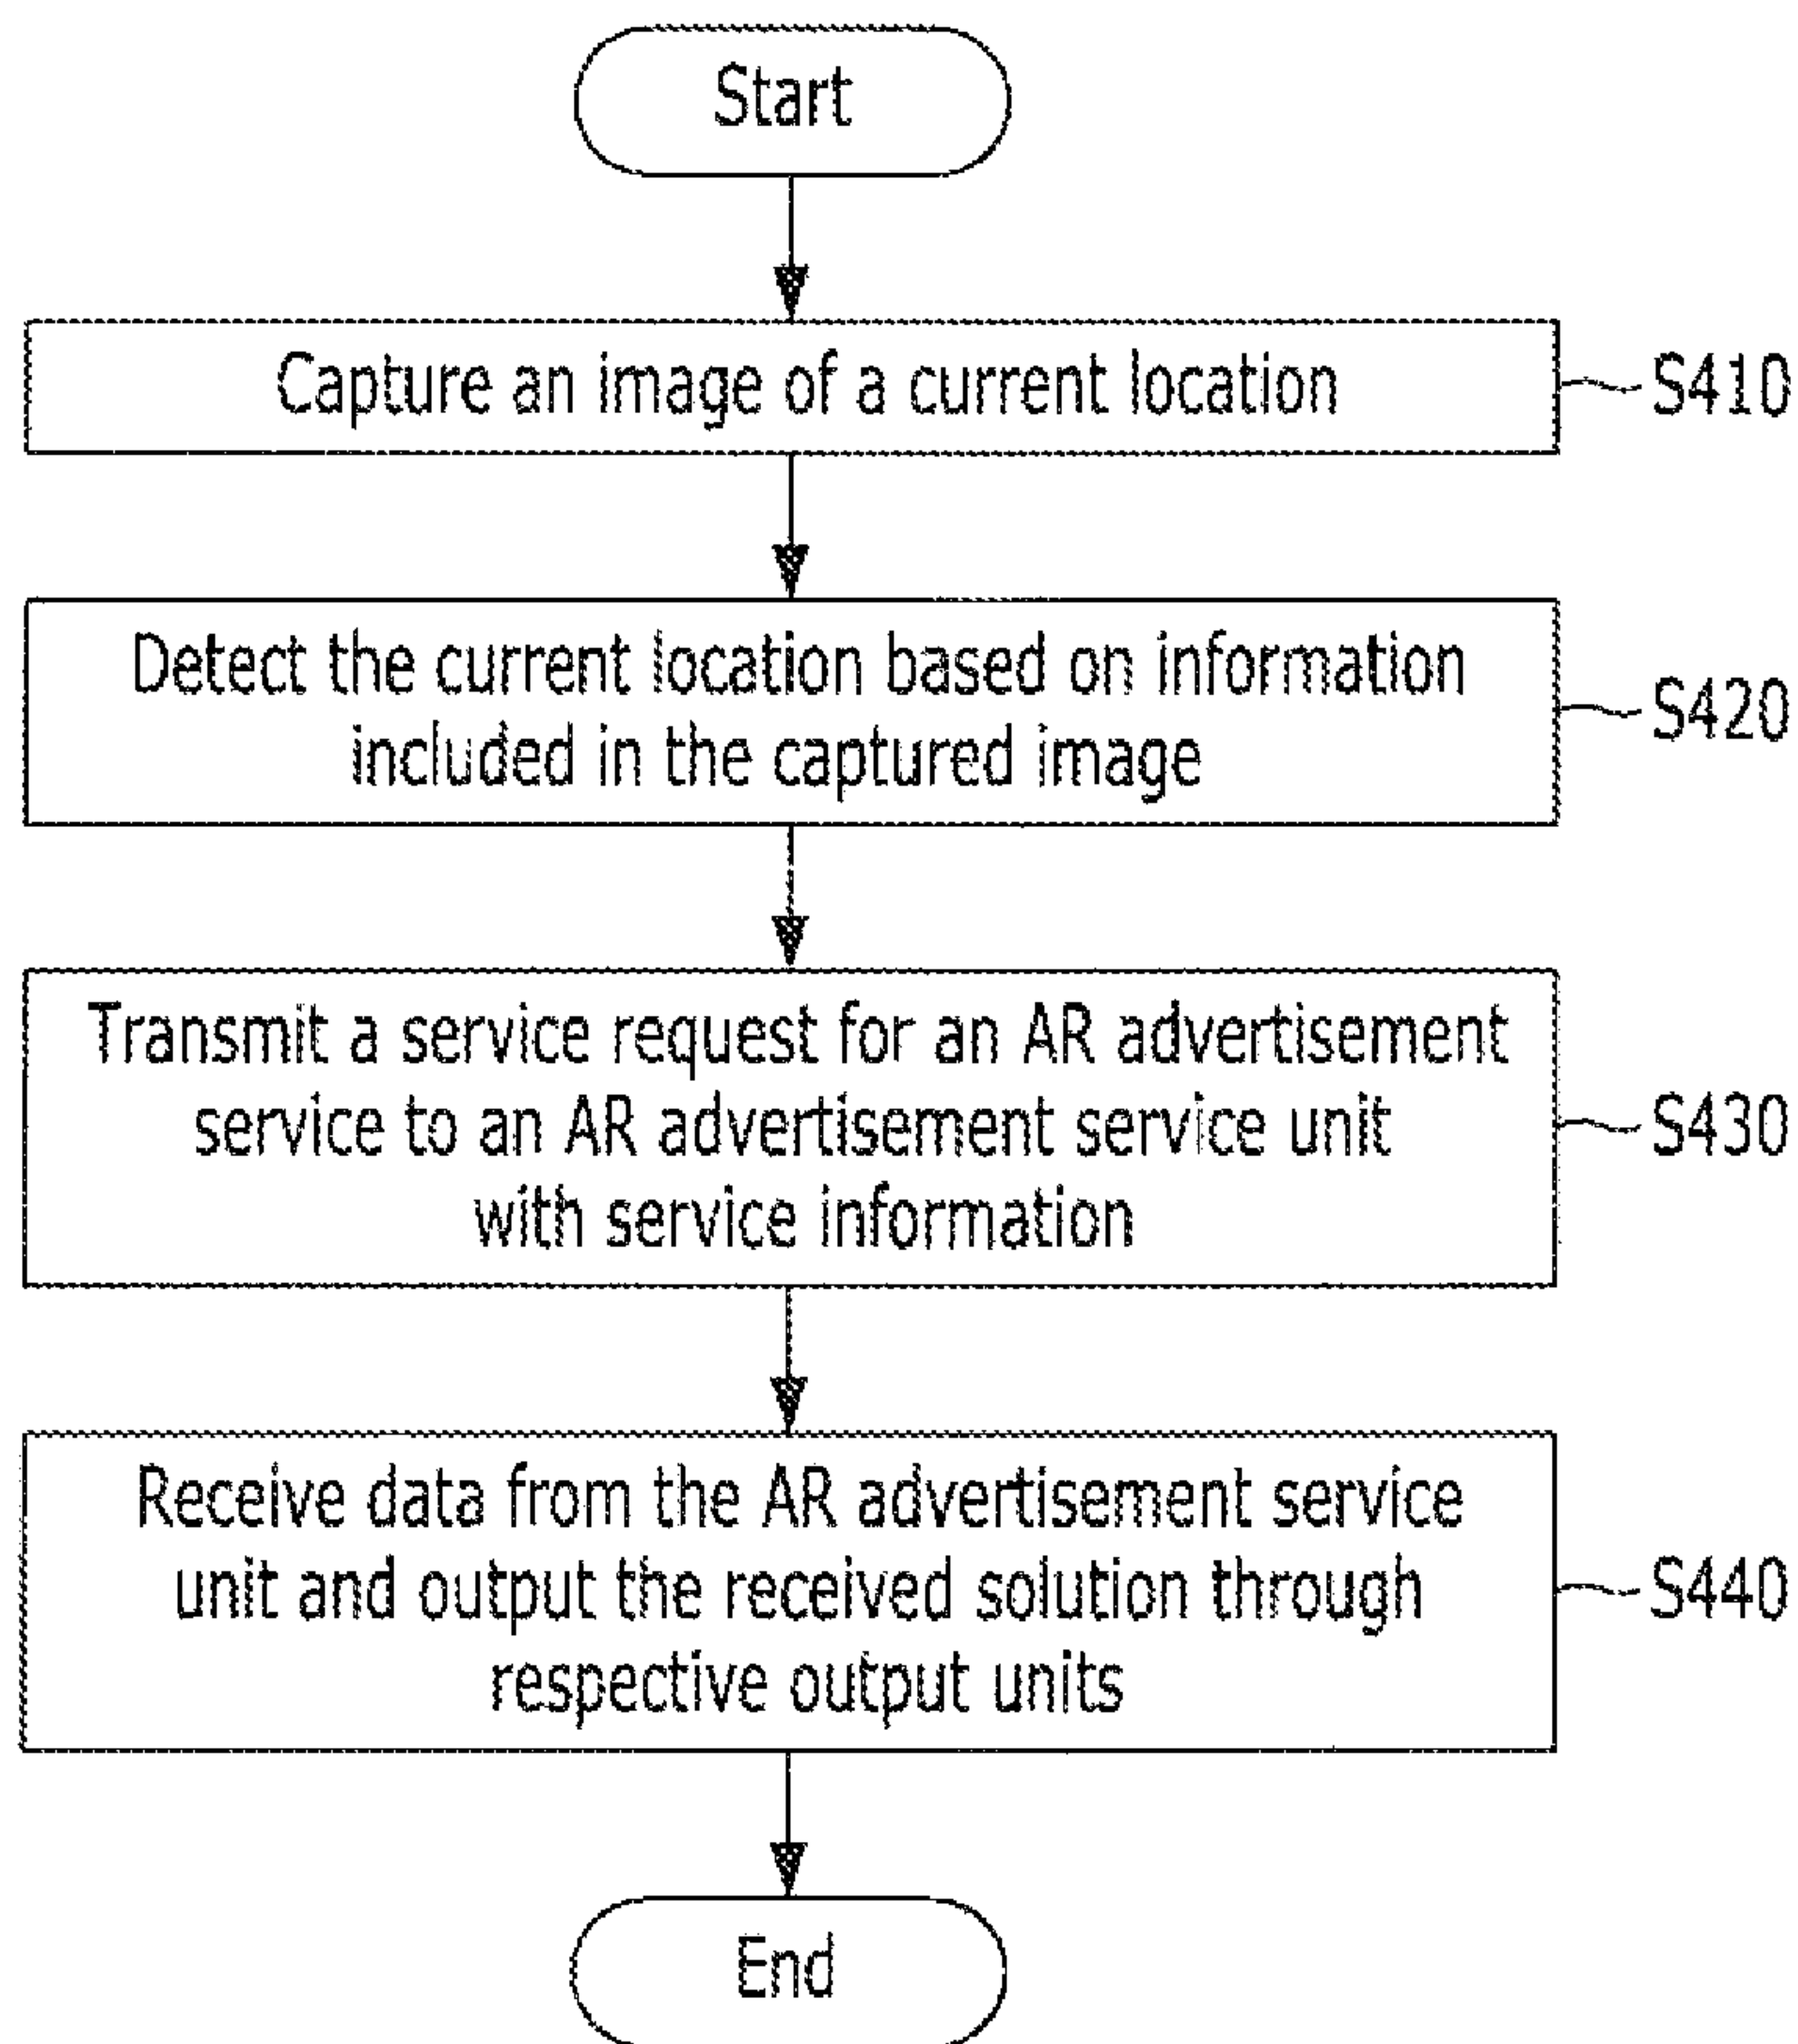 Start
Capture an image of a current location
S410
Detect the current location based on information
included in the captured image
S420
Transmit a service request for an AR advertisement
service to an AR advertisement service unit
with service information
S430
Receive data from the AR advertisement service
unit and output the received solution through
respective output units
S440
End